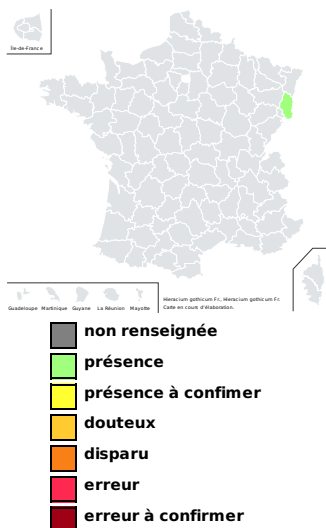 Île-de-France
Guadeloupe Martinique Guyane La Réunion Mayotte
Hieracium gothicum Fr., Hieracium gothicum Fr.
Carte en cours d'élaboration.
non renseignée
présence
présence à confimer
douteux
disparu
erreur
erreur à confirmer